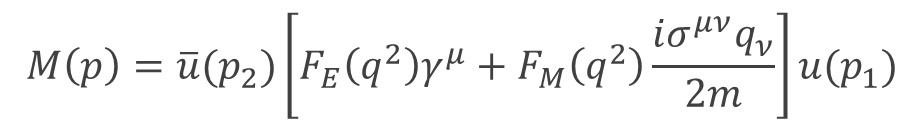 M(p) = ū(p₂) [F_E(q²)γ^μ + F_M(q²) iσ^{μν}q_ν / 2m] u(p₁)